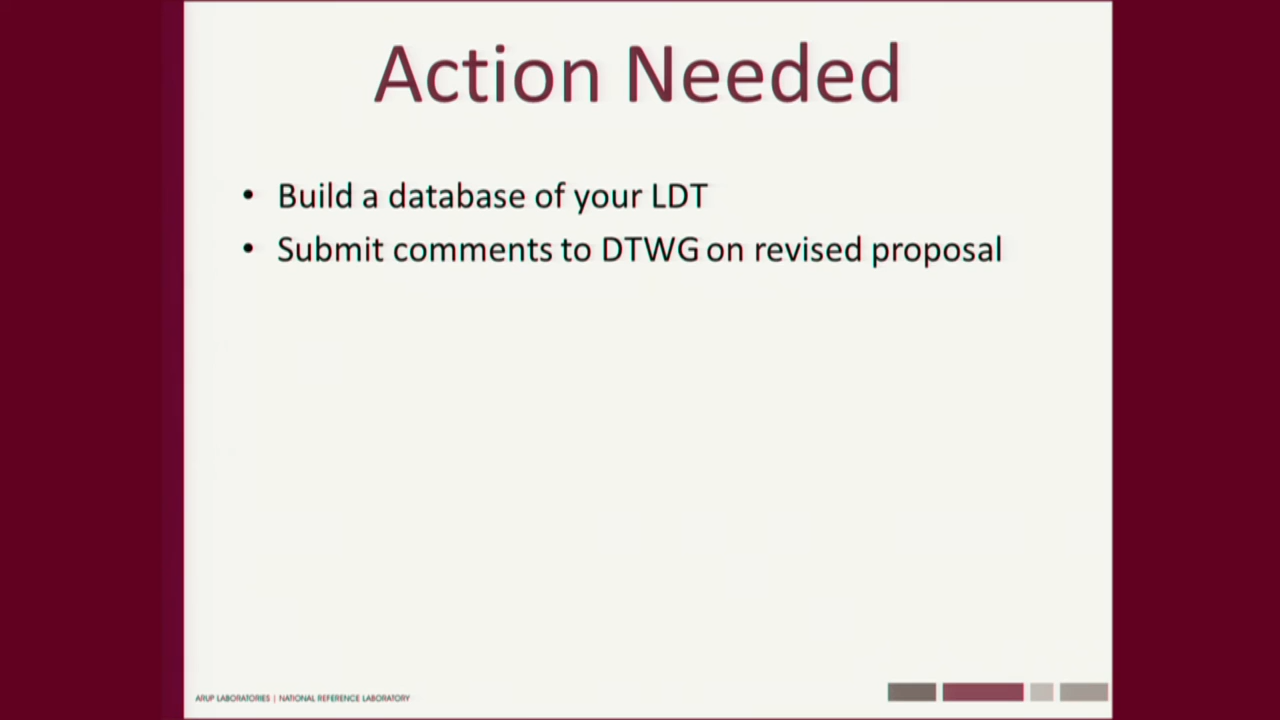 Action Needed
• Build a database of your LDT
• Submit comments to DTWG on revised proposal
ARUP LABORATORIES | NATIONAL REFERENCE LABORATORY